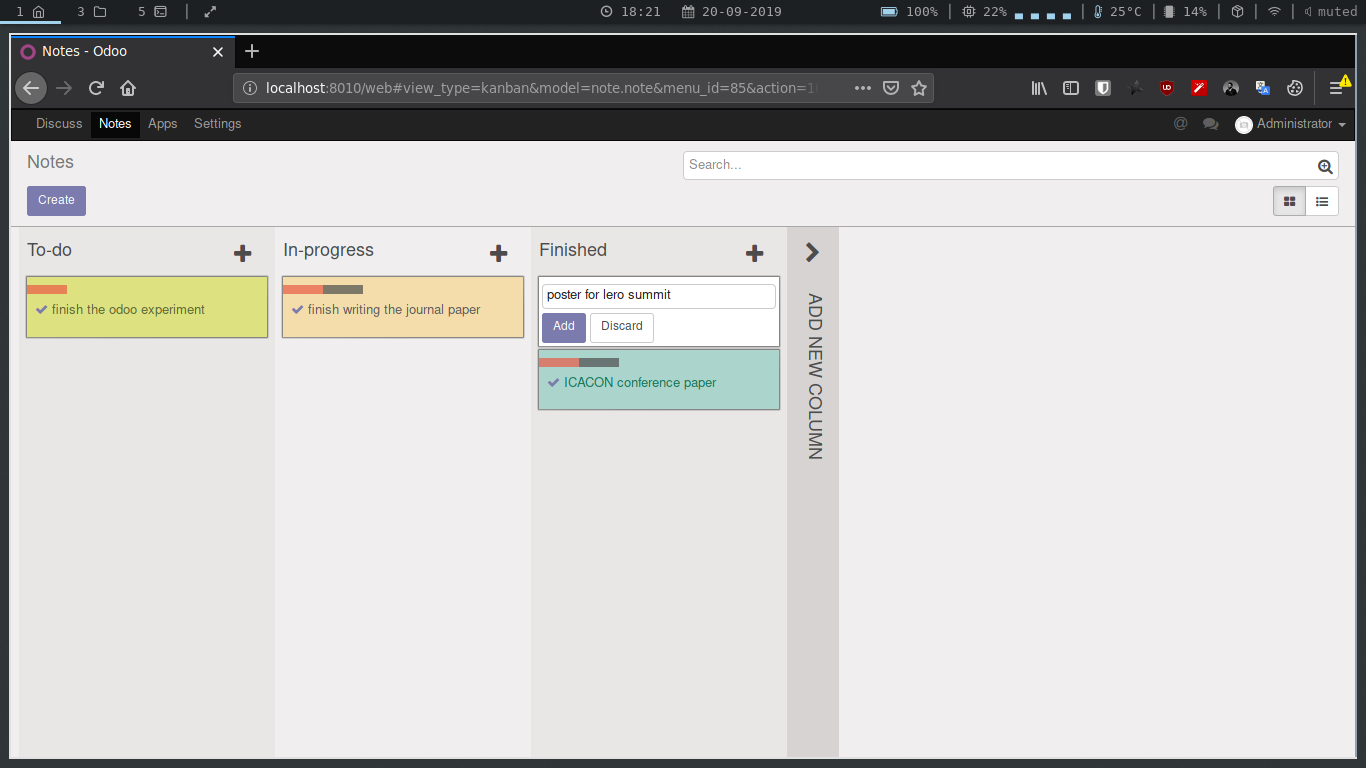 1 3 5 18:21 20-09-2019 100% 22% 25°C 14% muted
Notes - Odoo
localhost:8010/web#view_type=kanban&model=note.note&menu_id=85&action=1
Discuss Notes Apps Settings Administrator
Notes Search...
Create
To-do In-progress Finished
poster for lero summit
finish the odoo experiment finish writing the journal paper
Add Discard
ICACON conference paper
ADD NEW COLUMN